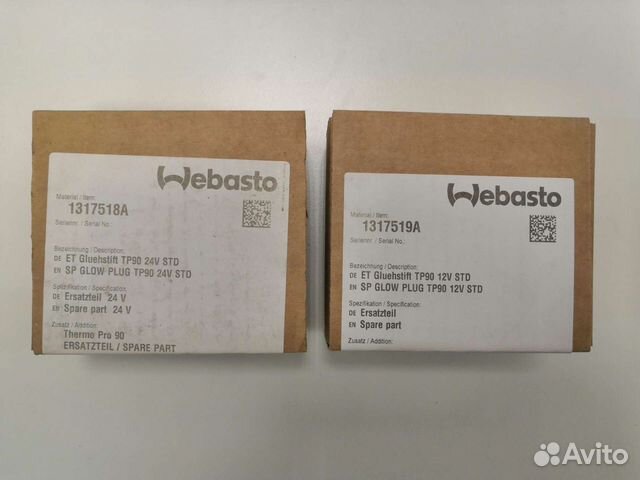 Webasto
Material / Item:
1317518A
Seriennr. / Serial No.:
Bezeichnung / Description:
DE ET Gluehstift TP90 24V STD
EN SP GLOW PLUG TP90 24V STD
Spezifikation / Specification:
DE Ersatzteil 24 V
EN Spare part 24 V
Zusatz / Addition:
Thermo Pro 90
ERSATZTEIL / SPARE PART
Webasto
Material / Item:
1317519A
Seriennr. / Serial No.:
Bezeichnung / Description:
DE ET Gluehstift TP90 12V STD
EN SP GLOW PLUG TP90 12V STD
Spezifikation / Specification:
DE Ersatzteil
EN Spare part
Zusatz / Addition:
Avito